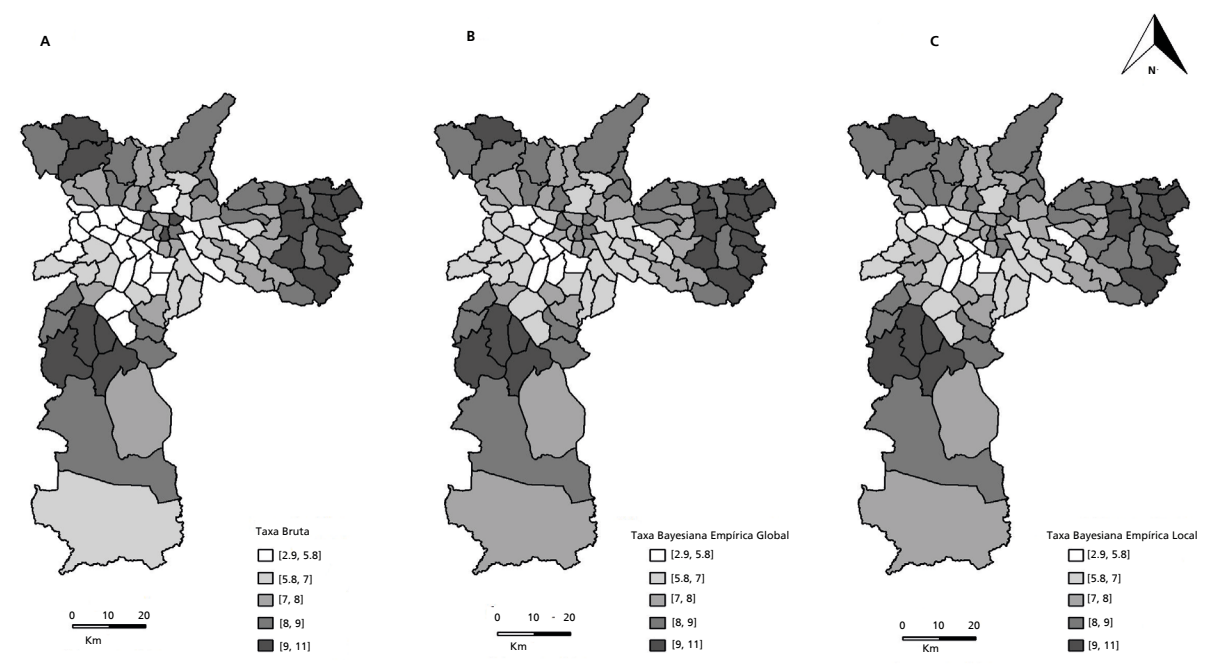 A
B
C
N
Taxa Bruta
[2.9, 5.8]
[5.8, 7]
[7, 8]
[8, 9]
[9, 11]
0 10 20
Km
Taxa Bayesiana Empírica Global
[2.9, 5.8]
[5.8, 7]
[7, 8]
[8, 9]
[9, 11]
0 10 - 20
Km
Taxa Bayesiana Empírica Local
[2.9, 5.8]
[5.8, 7]
[7, 8]
[8, 9]
[9, 11]
0 10 20
Km